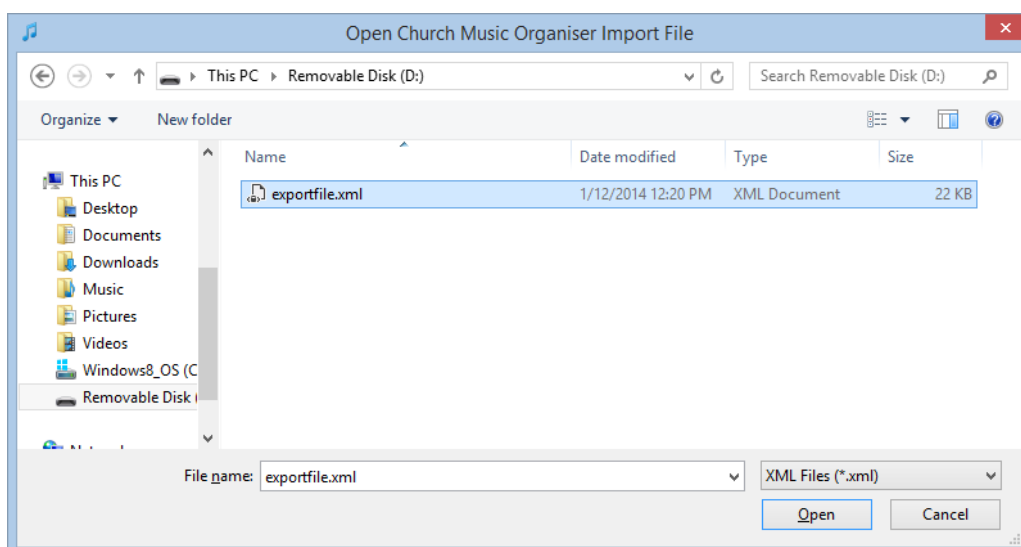 Open Church Music Organiser Import File
This PC Removable Disk (D:)
Search Removable Disk (D:)
Organize
New folder
Name Date modified Type Size
exportfile.xml 1/12/2014 12:20 PM XML Document 22 KB
This PC
Desktop
Documents
Downloads
Music
Pictures
Videos
Windows8_OS (C
Removable Disk (
File name: exportfile.xml
XML Files (*.xml)
Open Cancel